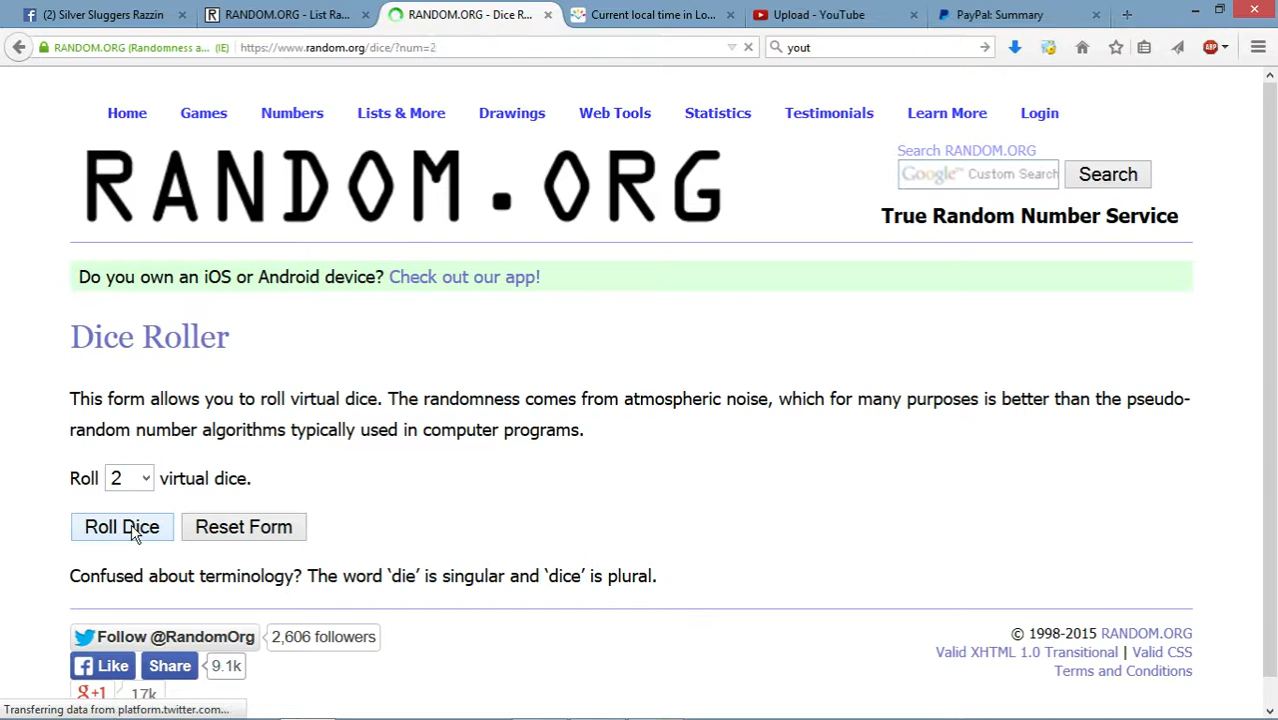 (2) Silver Sluggers Razzin
RANDOM.ORG - List Ra...
RANDOM.ORG - Dice R...
Current local time in Lo...
Upload - YouTube
PayPal: Summary
RANDOM.ORG (Randomness a... (IE)
https://www.random.org/dice/?num=2
yout
ABP
Home Games Numbers Lists & More Drawings Web Tools Statistics Testimonials Learn More Login
RANDOM.ORG
Search RANDOM.ORG
Google™ Custom Search
Search
True Random Number Service
Do you own an iOS or Android device? Check out our app!
Dice Roller
This form allows you to roll virtual dice. The randomness comes from atmospheric noise, which for many purposes is better than the pseudo-
random number algorithms typically used in computer programs.
Roll 2 virtual dice.
Roll Dice Reset Form
Confused about terminology? The word ‘die’ is singular and ‘dice’ is plural.
Follow @RandomOrg 2,606 followers
Like Share 9.1k
g+1 17k
© 1998-2015 RANDOM.ORG
Valid XHTML 1.0 Transitional | Valid CSS
Terms and Conditions
Transferring data from platform.twitter.com...